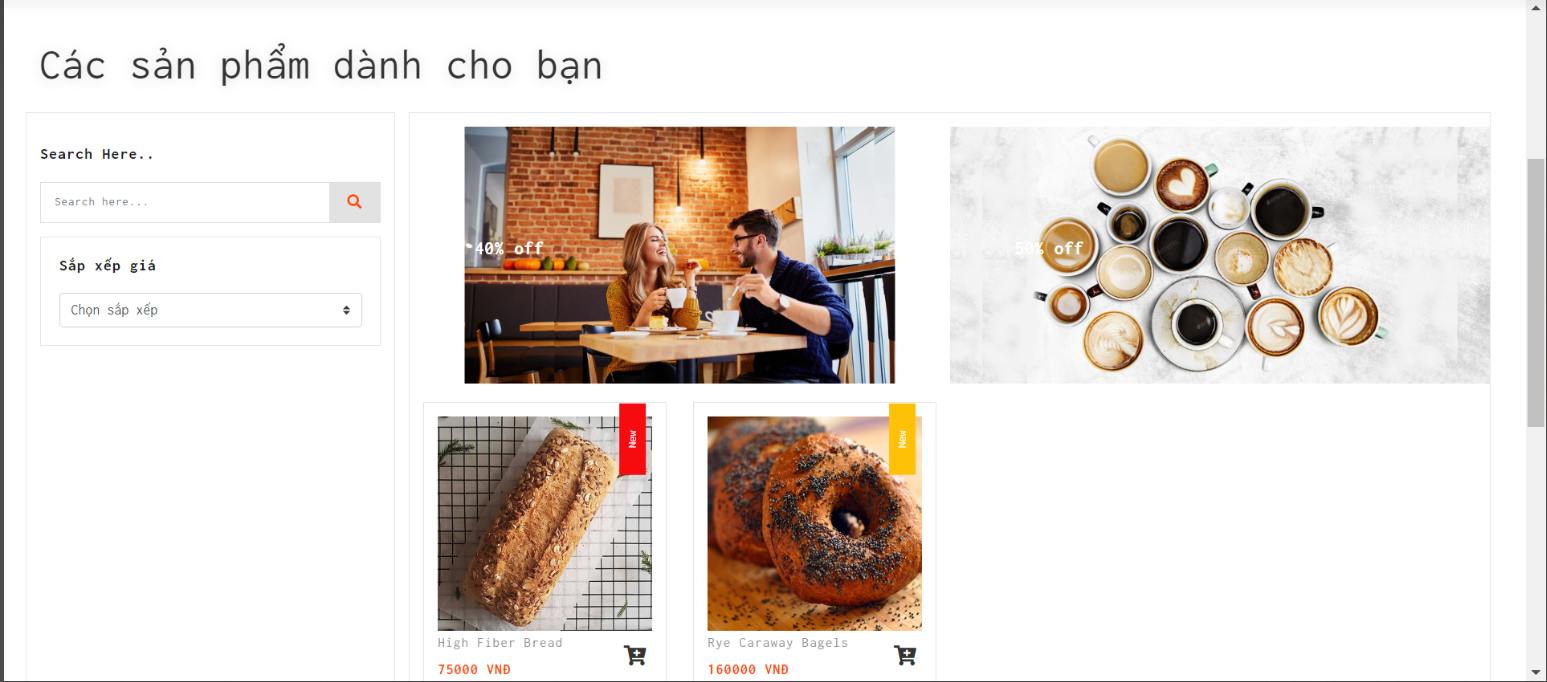 Các sản phẩm dành cho bạn
Search Here..
Search here...
Sắp xếp giá
Chọn sắp xếp
40% off
50% off
New
New
High Fiber Bread
75000 VNĐ
Rye Caraway Bagels
160000 VNĐ